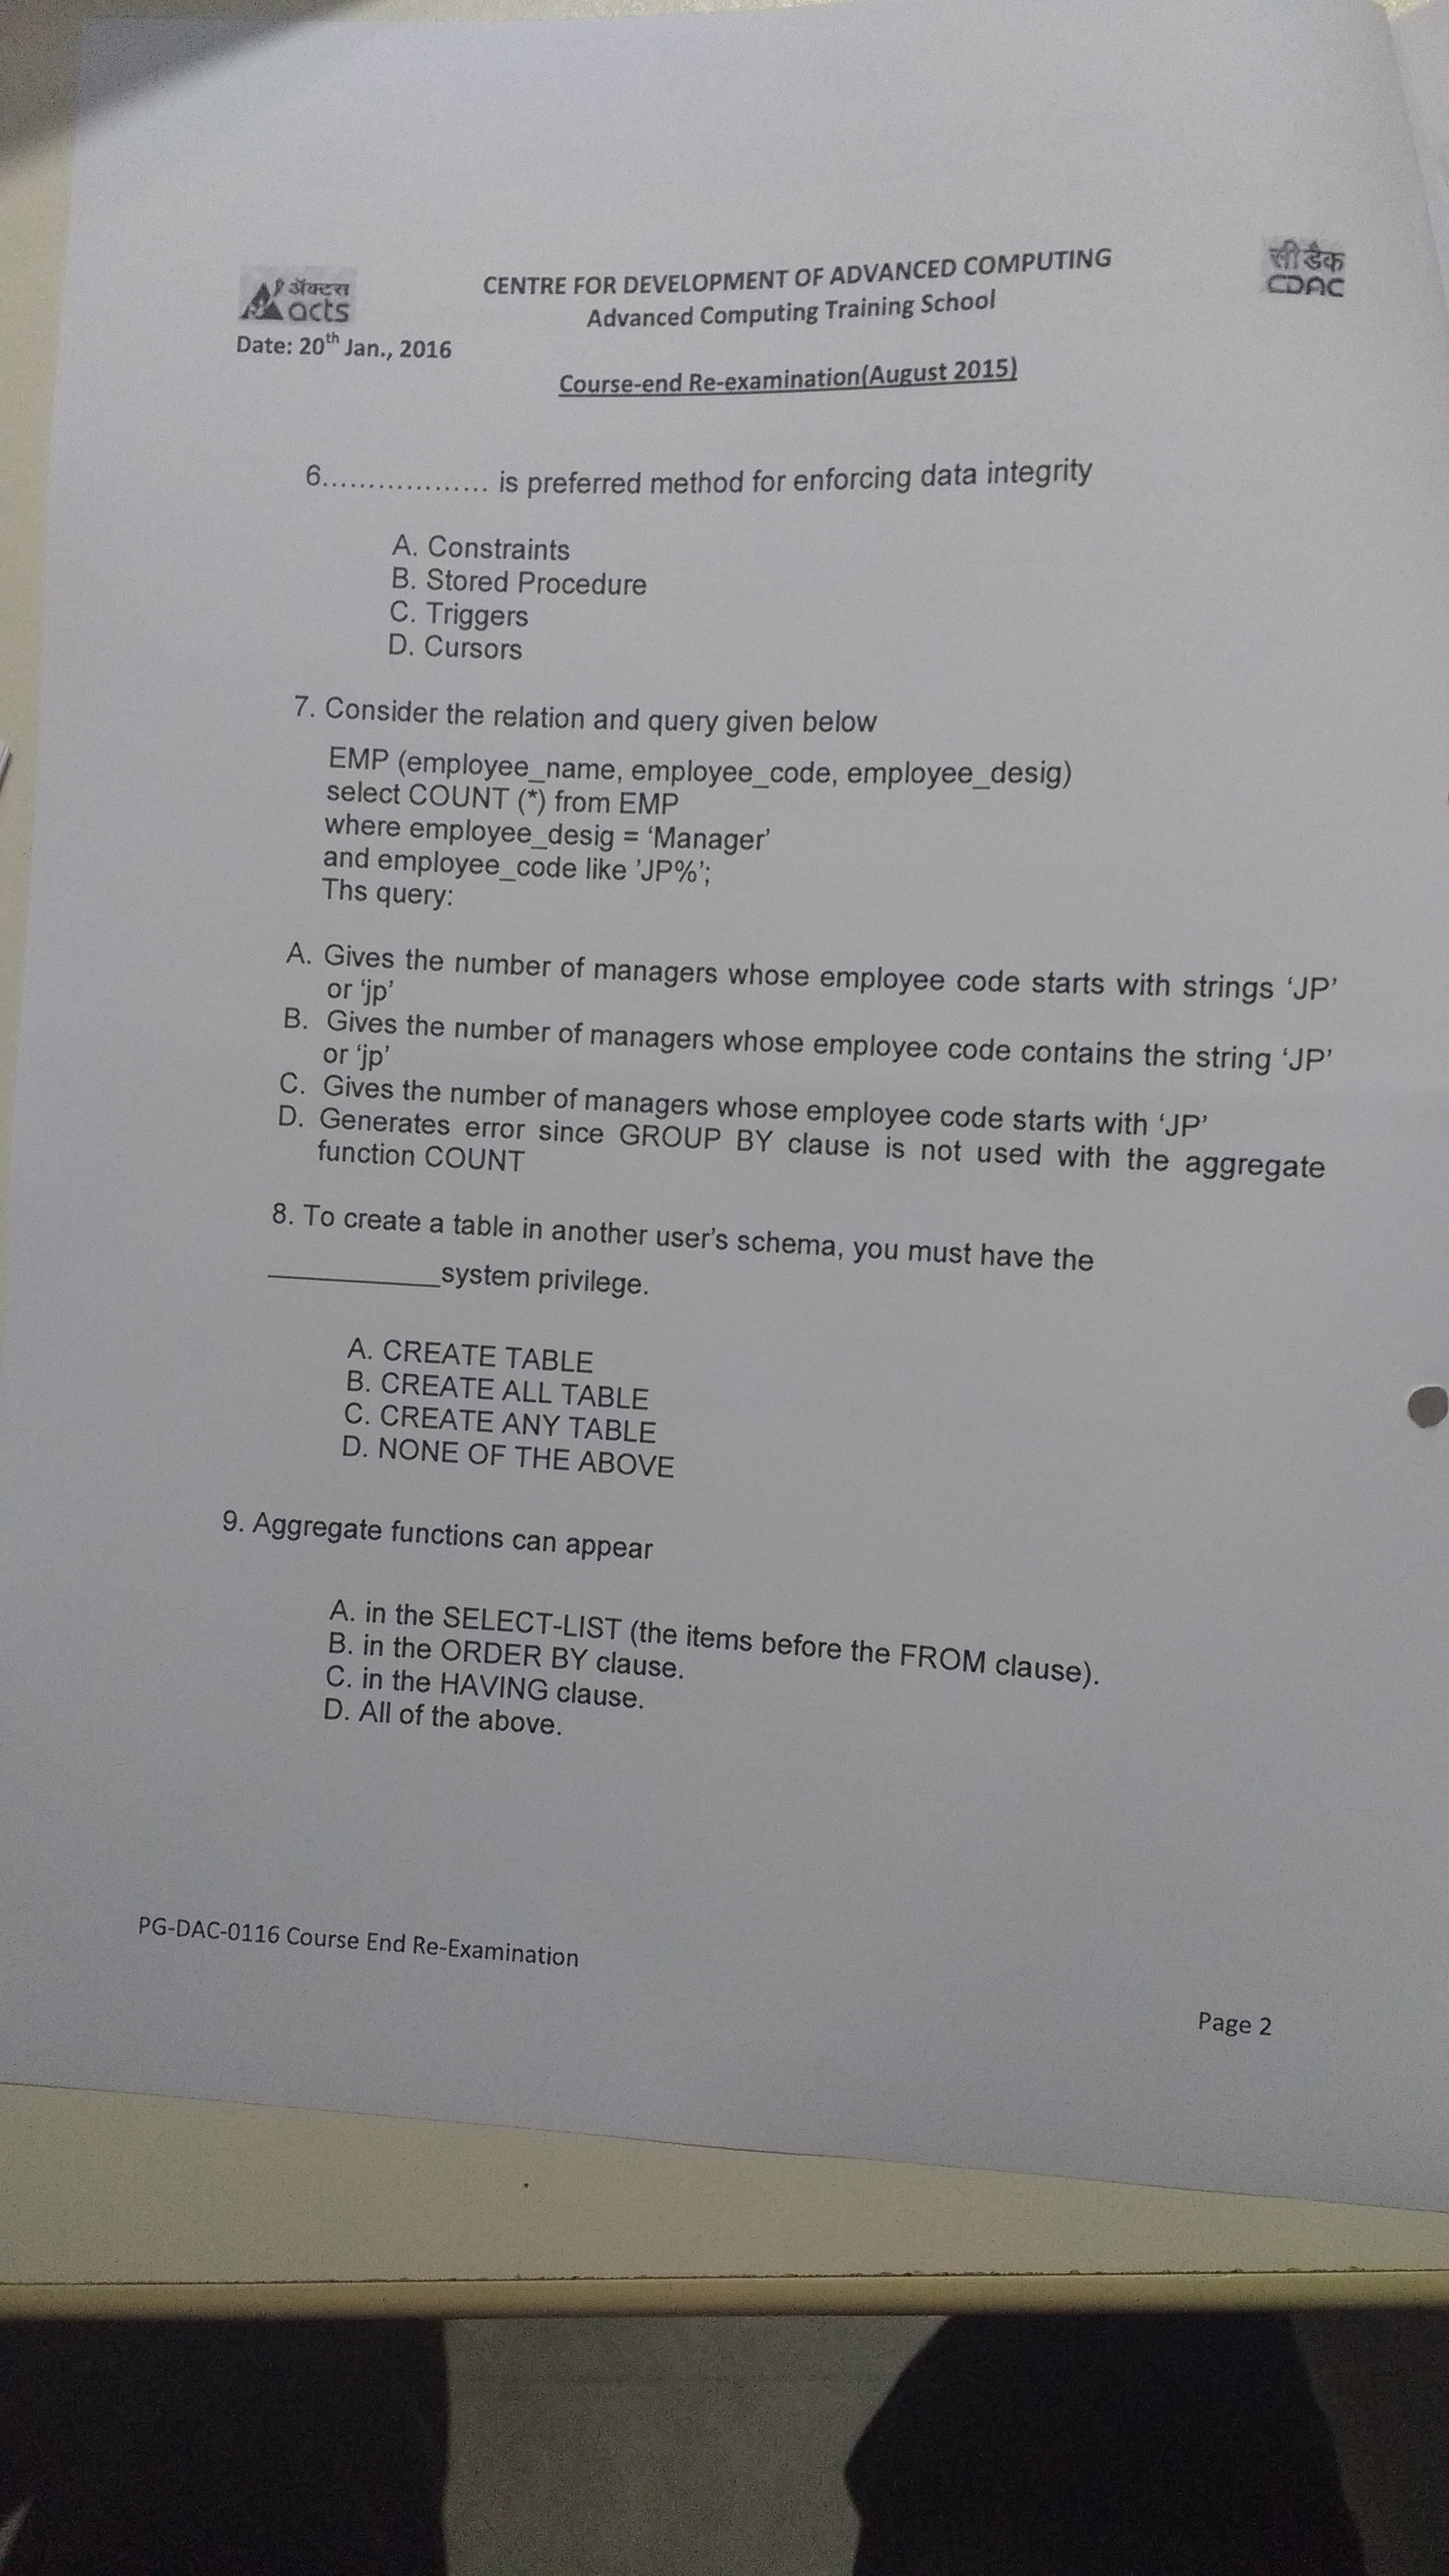 ॲक्टस
acts
CENTRE FOR DEVELOPMENT OF ADVANCED COMPUTING
Advanced Computing Training School
सी डैक
CDAC
Date: 20th Jan., 2016
Course-end Re-examination(August 2015)
6.................. is preferred method for enforcing data integrity
A. Constraints
B. Stored Procedure
C. Triggers
D. Cursors
7. Consider the relation and query given below
EMP (employee_name, employee_code, employee_desig)
select COUNT (*) from EMP
where employee_desig = ‘Manager’
and employee_code like ’JP%’;
Ths query:
A. Gives the number of managers whose employee code starts with strings ‘JP’
or ‘jp’
B. Gives the number of managers whose employee code contains the string ‘JP’
or ‘jp’
C. Gives the number of managers whose employee code starts with ‘JP’
D. Generates error since GROUP BY clause is not used with the aggregate
function COUNT
8. To create a table in another user’s schema, you must have the
___________system privilege.
A. CREATE TABLE
B. CREATE ALL TABLE
C. CREATE ANY TABLE
D. NONE OF THE ABOVE
9. Aggregate functions can appear
A. in the SELECT-LIST (the items before the FROM clause).
B. in the ORDER BY clause.
C. in the HAVING clause.
D. All of the above.
PG-DAC-0116 Course End Re-Examination
Page 2